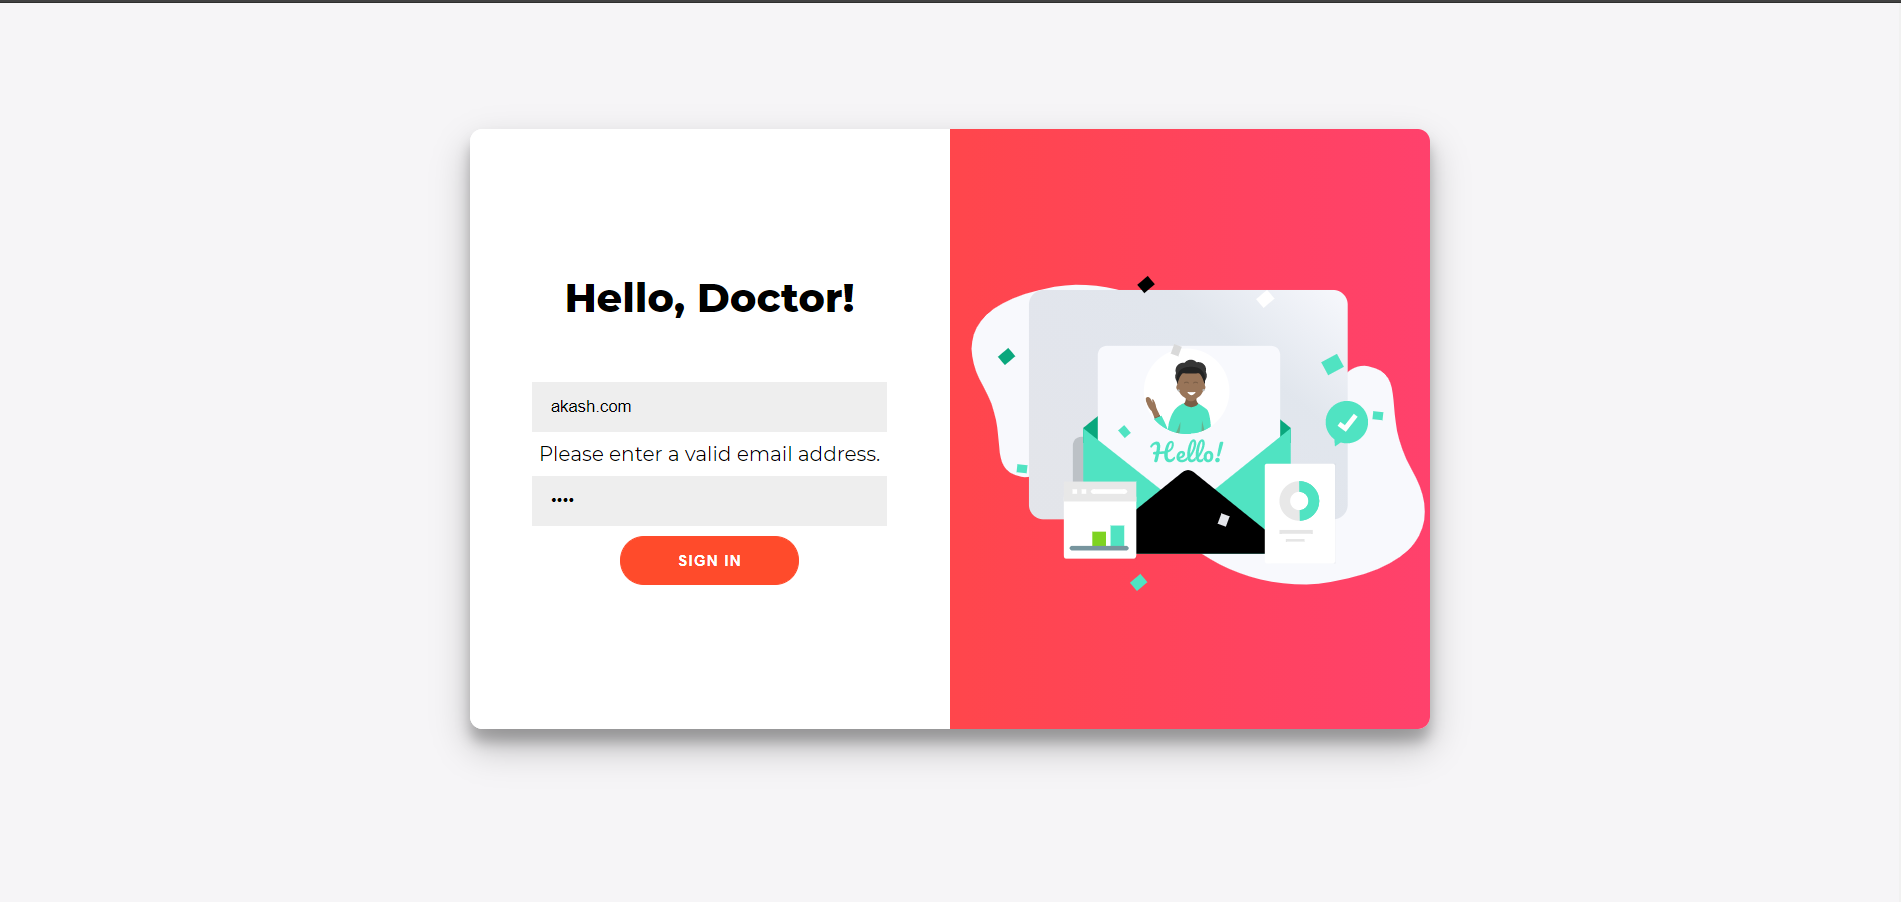 Hello, Doctor!
akash.com
Please enter a valid email address.
••••
SIGN IN
Hello!